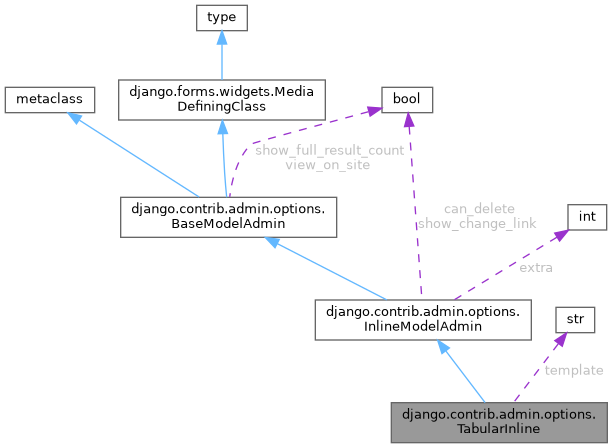 type
django.forms.widgets.Media
DefiningClass
metaclass
bool
show_full_result_count
view_on_site
django.contrib.admin.options.
BaseModelAdmin
can_delete
show_change_link
int
extra
django.contrib.admin.options.
InlineModelAdmin
str
template
django.contrib.admin.options.
TabularInline